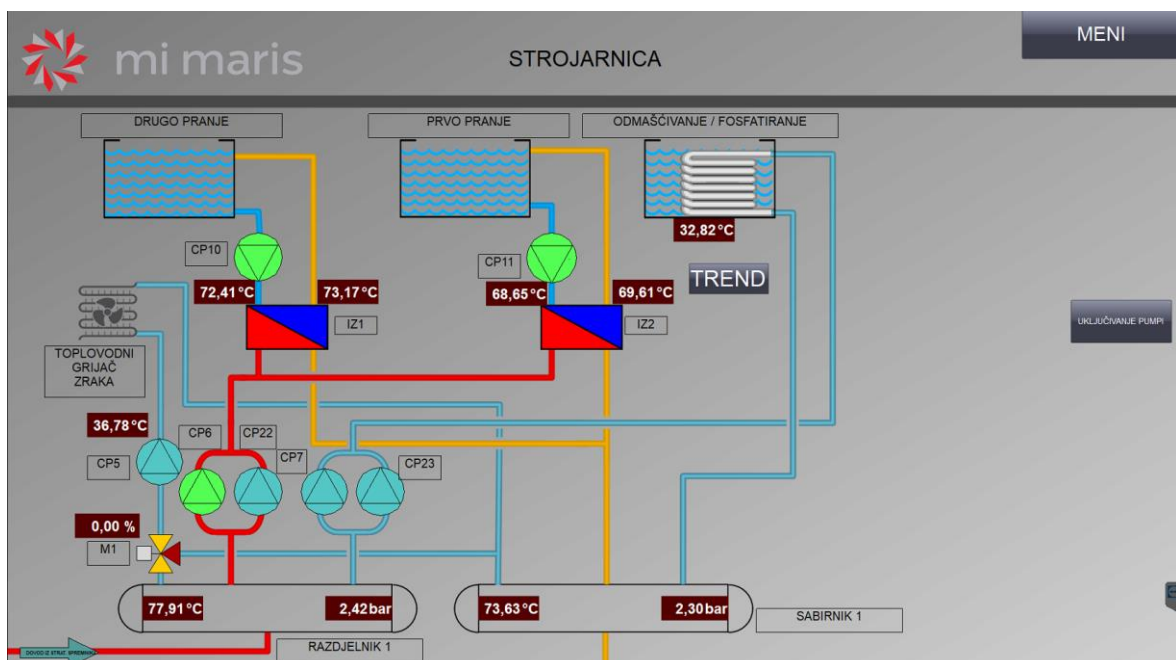 mi maris
STROJARNICA
MENI
DRUGO PRANJE
PRVO PRANJE
ODMAŠĆIVANJE / FOSFATIRANJE
32,82°C
CP10
CP11
72,41°C
73,17°C
68,65°C
69,61°C
TREND
IZ1
IZ2
UKLJUČIVANJE PUMPI
TOPLOVODNI
GRIJAČ
ZRAKA
36,78°C
CP6
CP22
CP5
CP7
CP23
0,00 %
M1
77,91°C
2,42bar
73,63°C
2,30bar
SABIRNIK 1
RAZDJELNIK 1